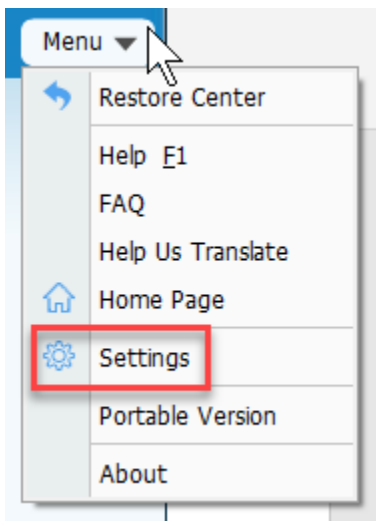 Menu
Restore Center
Help F1
FAQ
Help Us Translate
Home Page
Settings
Portable Version
About